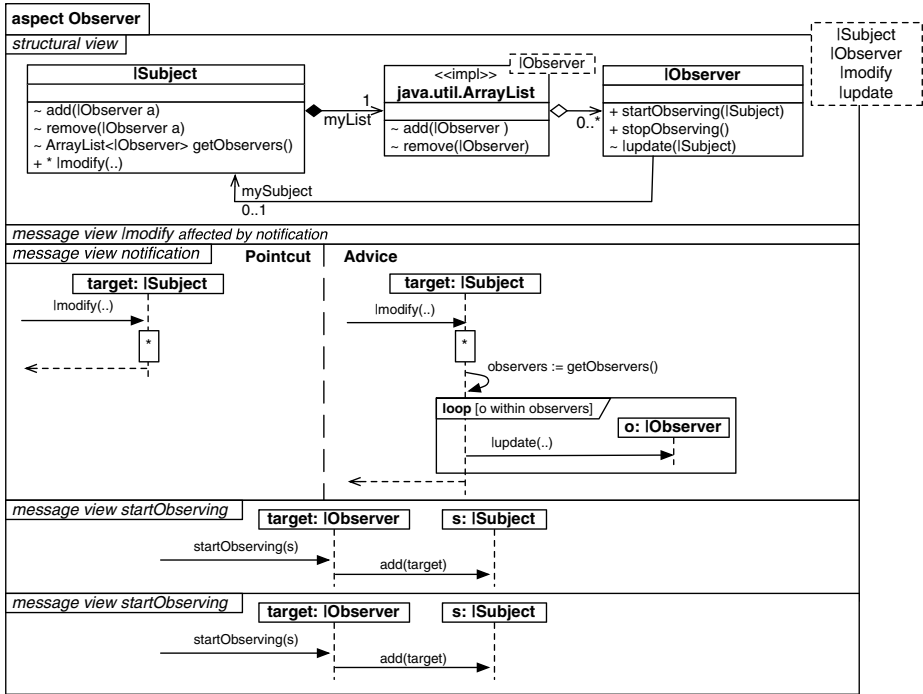 aspect Observer
structural view
|Subject
|Observer
|modify
|update
|Subject
~ add(|Observer a)
~ remove(|Observer a)
~ ArrayList<|Observer> getObservers()
+ * |modify(..)
1
myList
|Observer
<<impl>>
java.util.ArrayList
~ add(|Observer )
~ remove(|Observer)
0..*
|Observer
+ startObserving(|Subject)
+ stopObserving()
~ |update(|Subject)
mySubject
0..1
message view |modify affected by notification
message view notification
Pointcut
Advice
target: |Subject
|modify(..)
*
target: |Subject
|modify(..)
*
observers := getObservers()
loop [o within observers]
o: |Observer
|update(..)
message view startObserving
target: |Observer
s: |Subject
startObserving(s)
add(target)
message view startObserving
target: |Observer
s: |Subject
startObserving(s)
add(target)